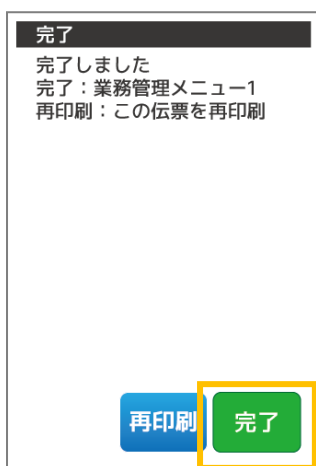 完了
完了しました
完了：業務管理メニュー1
再印刷：この伝票を再印刷
再印刷
完了